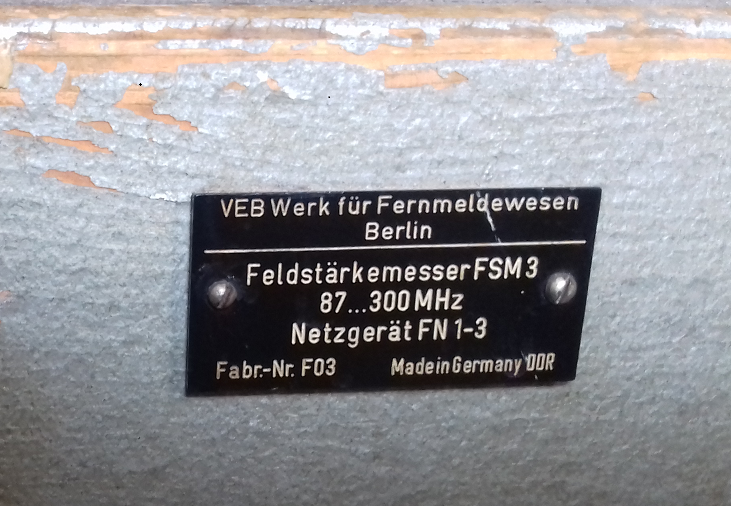 VEB Werk für Fernmeldewesen
Berlin
Feldstärkemesser FSM 3
87...300 MHz
Netzgerät FN 1-3
Fabr.-Nr. F03 Made in Germany DDR